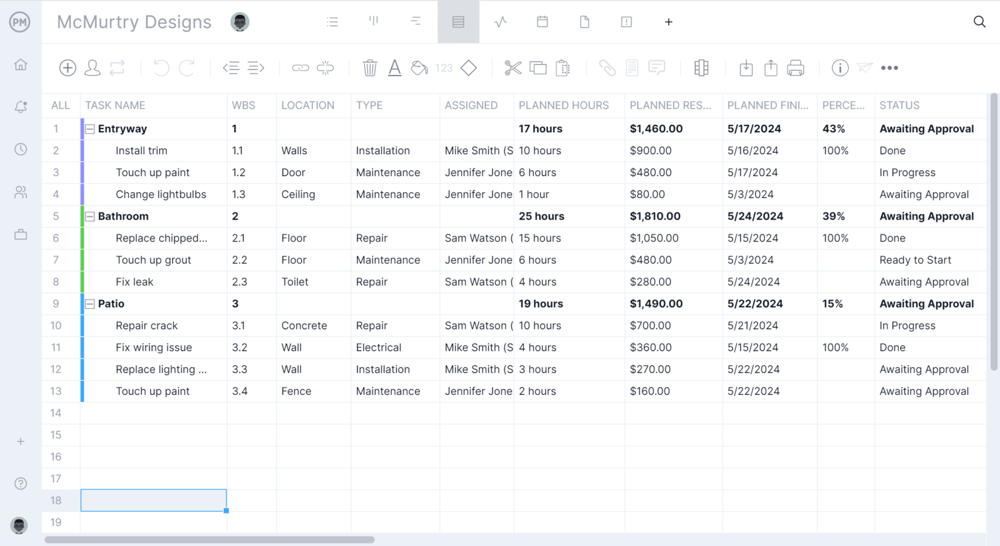 PM
McMurtry Designs
123
ALL TASK NAME WBS LOCATION TYPE ASSIGNED PLANNED HOURS PLANNED RES... PLANNED FINI... PERCE... STATUS
1 Entryway 1 17 hours $1,460.00 5/17/2024 43% Awaiting Approval
2 Install trim 1.1 Walls Installation Mike Smith (S 10 hours $900.00 5/16/2024 100% Done
3 Touch up paint 1.2 Door Maintenance Jennifer Jone 6 hours $480.00 5/17/2024 In Progress
4 Change lightbulbs 1.3 Ceiling Maintenance Jennifer Jone 1 hour $80.00 5/3/2024 Awaiting Approval
5 Bathroom 2 25 hours $1,810.00 5/24/2024 39% Awaiting Approval
6 Replace chipped... 2.1 Floor Repair Sam Watson ( 15 hours $1,050.00 5/15/2024 100% Done
7 Touch up grout 2.2 Floor Maintenance Jennifer Jone 6 hours $480.00 5/3/2024 Ready to Start
8 Fix leak 2.3 Toilet Repair Sam Watson ( 4 hours $280.00 5/24/2024 Awaiting Approval
9 Patio 3 19 hours $1,490.00 5/22/2024 15% Awaiting Approval
10 Repair crack 3.1 Concrete Repair Sam Watson ( 10 hours $700.00 5/21/2024 In Progress
11 Fix wiring issue 3.2 Wall Electrical Mike Smith (S 4 hours $360.00 5/15/2024 100% Done
12 Replace lighting ... 3.3 Wall Installation Mike Smith (S 3 hours $270.00 5/22/2024 Awaiting Approval
13 Touch up paint 3.4 Fence Maintenance Jennifer Jone 2 hours $160.00 5/22/2024 Awaiting Approval
14
15
16
17
18
19